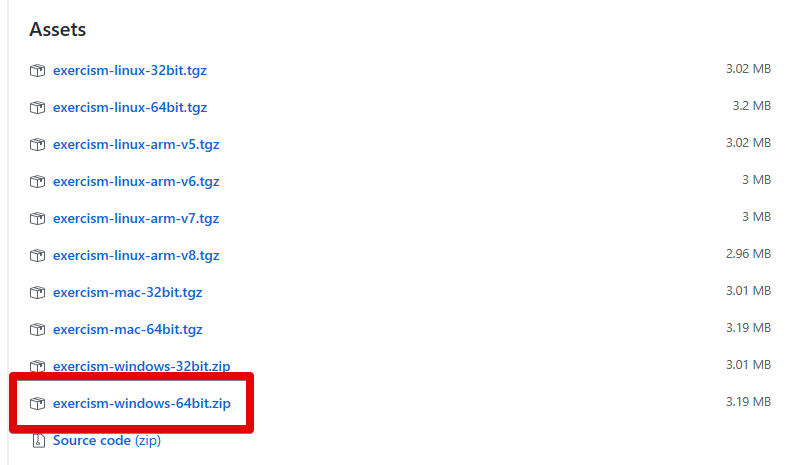 Assets
exercism-linux-32bit.tgz 3.02 MB
exercism-linux-64bit.tgz 3.2 MB
exercism-linux-arm-v5.tgz 3.02 MB
exercism-linux-arm-v6.tgz 3 MB
exercism-linux-arm-v7.tgz 3 MB
exercism-linux-arm-v8.tgz 2.96 MB
exercism-mac-32bit.tgz 3.01 MB
exercism-mac-64bit.tgz 3.19 MB
exercism-windows-32bit.zip 3.01 MB
exercism-windows-64bit.zip 3.19 MB
Source code (zip)